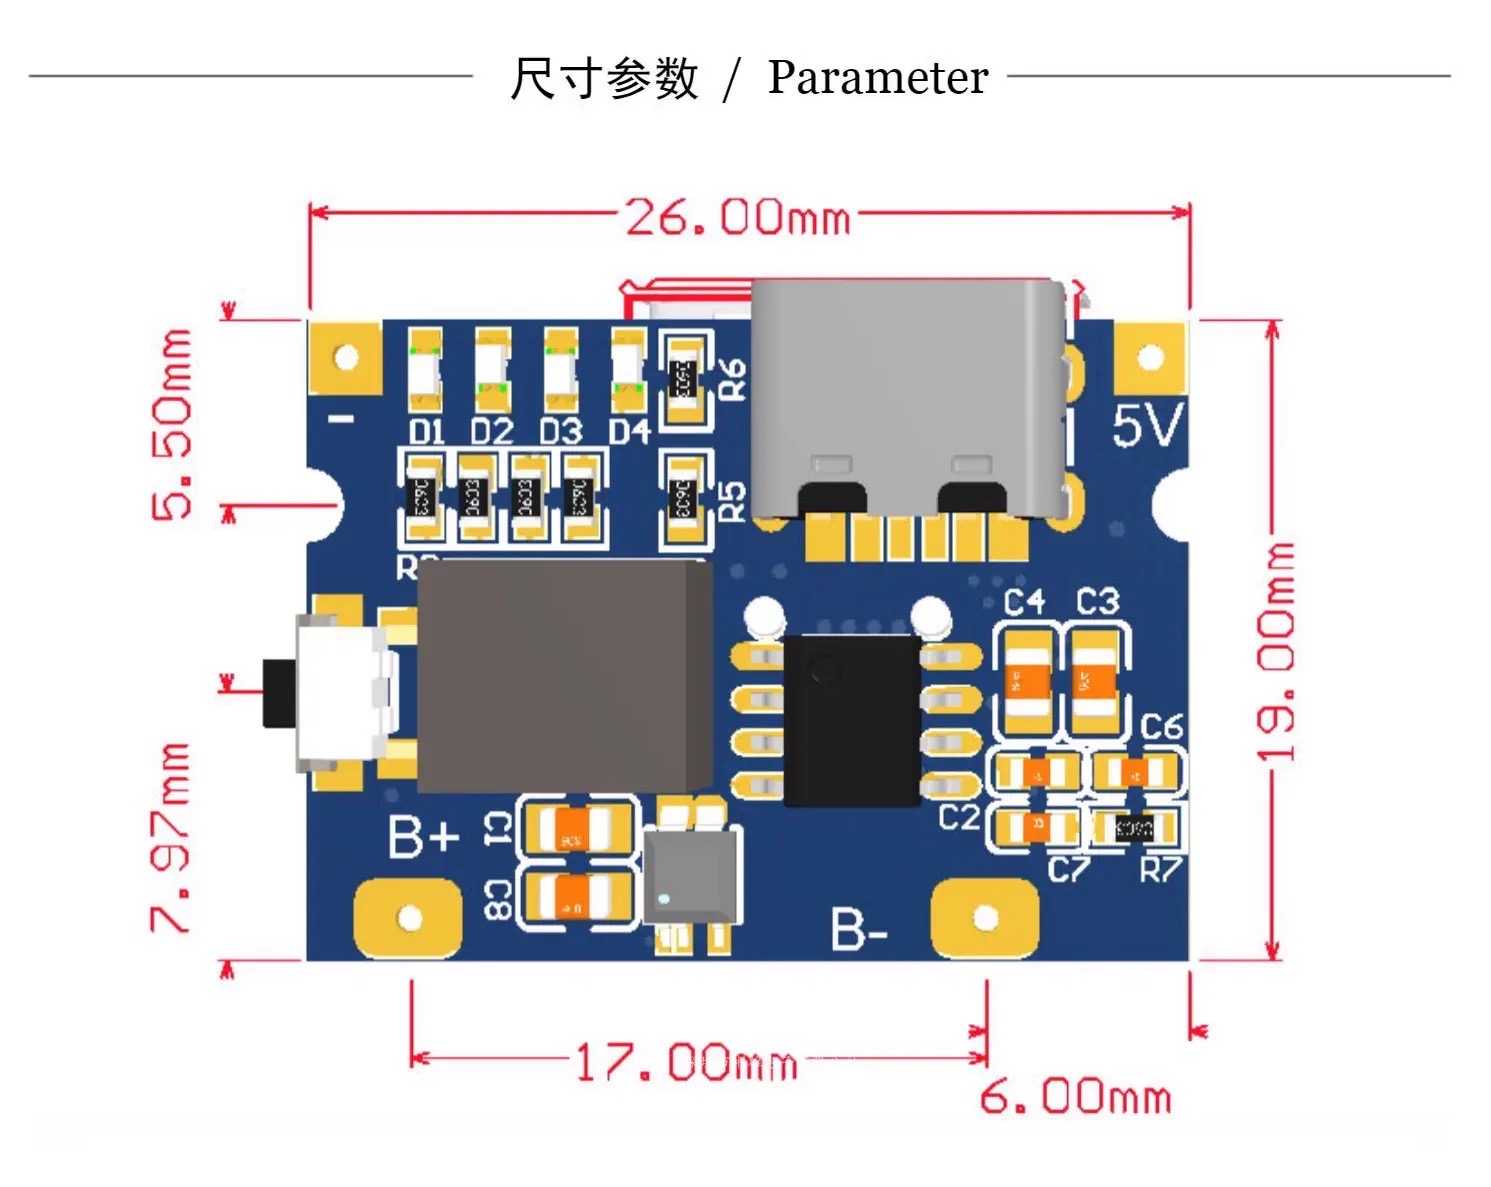 尺寸参数 / Parameter
26.00mm
5.50mm
-
D1 D2 D3 D4
R6
5V
R5
19.00mm
C4 C3
C6
7.97mm
B+
C1
C2
C7
R7
C8
B-
17.00mm
6.00mm